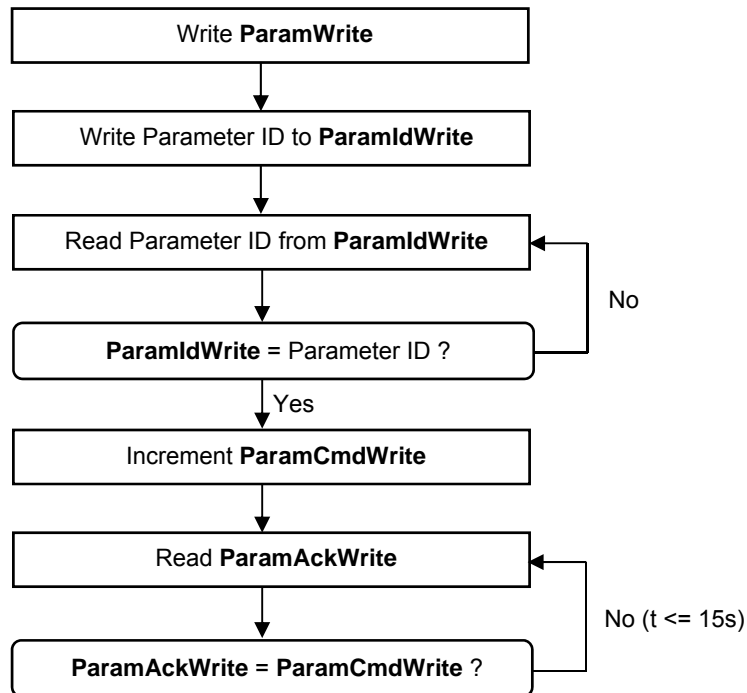 Write ParamWrite
Write Parameter ID to ParamIdWrite
Read Parameter ID from ParamIdWrite
No
ParamIdWrite = Parameter ID ?
Yes
Increment ParamCmdWrite
Read ParamAckWrite
No (t <= 15s)
ParamAckWrite = ParamCmdWrite ?